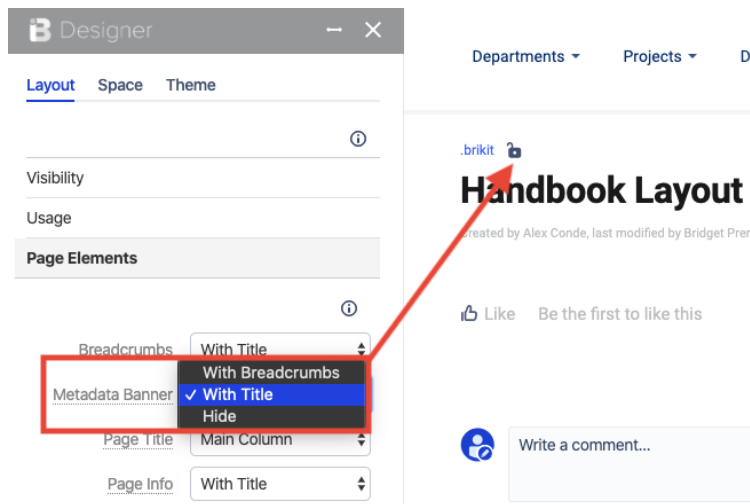 Designer
Layout Space Theme
Visibility
Usage
Page Elements
Breadcrumbs With Title
With Breadcrumbs
Metadata Banner ✓ With Title
Hide
Page Title Main Column
Page Info With Title
Departments Projects D
.brikit
Handbook Layout
Created by Alex Conde, last modified by Bridget Prer
Like Be the first to like this
Write a comment...